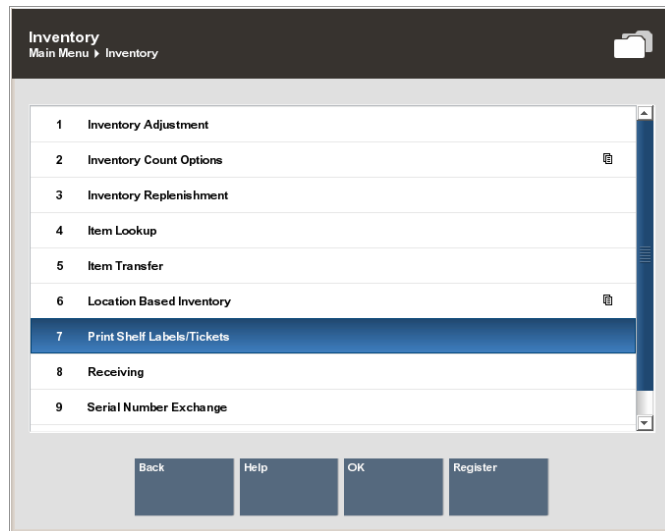 Inventory
Main Menu ▸ Inventory
1 Inventory Adjustment
2 Inventory Count Options
3 Inventory Replenishment
4 Item Lookup
5 Item Transfer
6 Location Based Inventory
7 Print Shelf Labels/Tickets
8 Receiving
9 Serial Number Exchange
Back Help OK Register